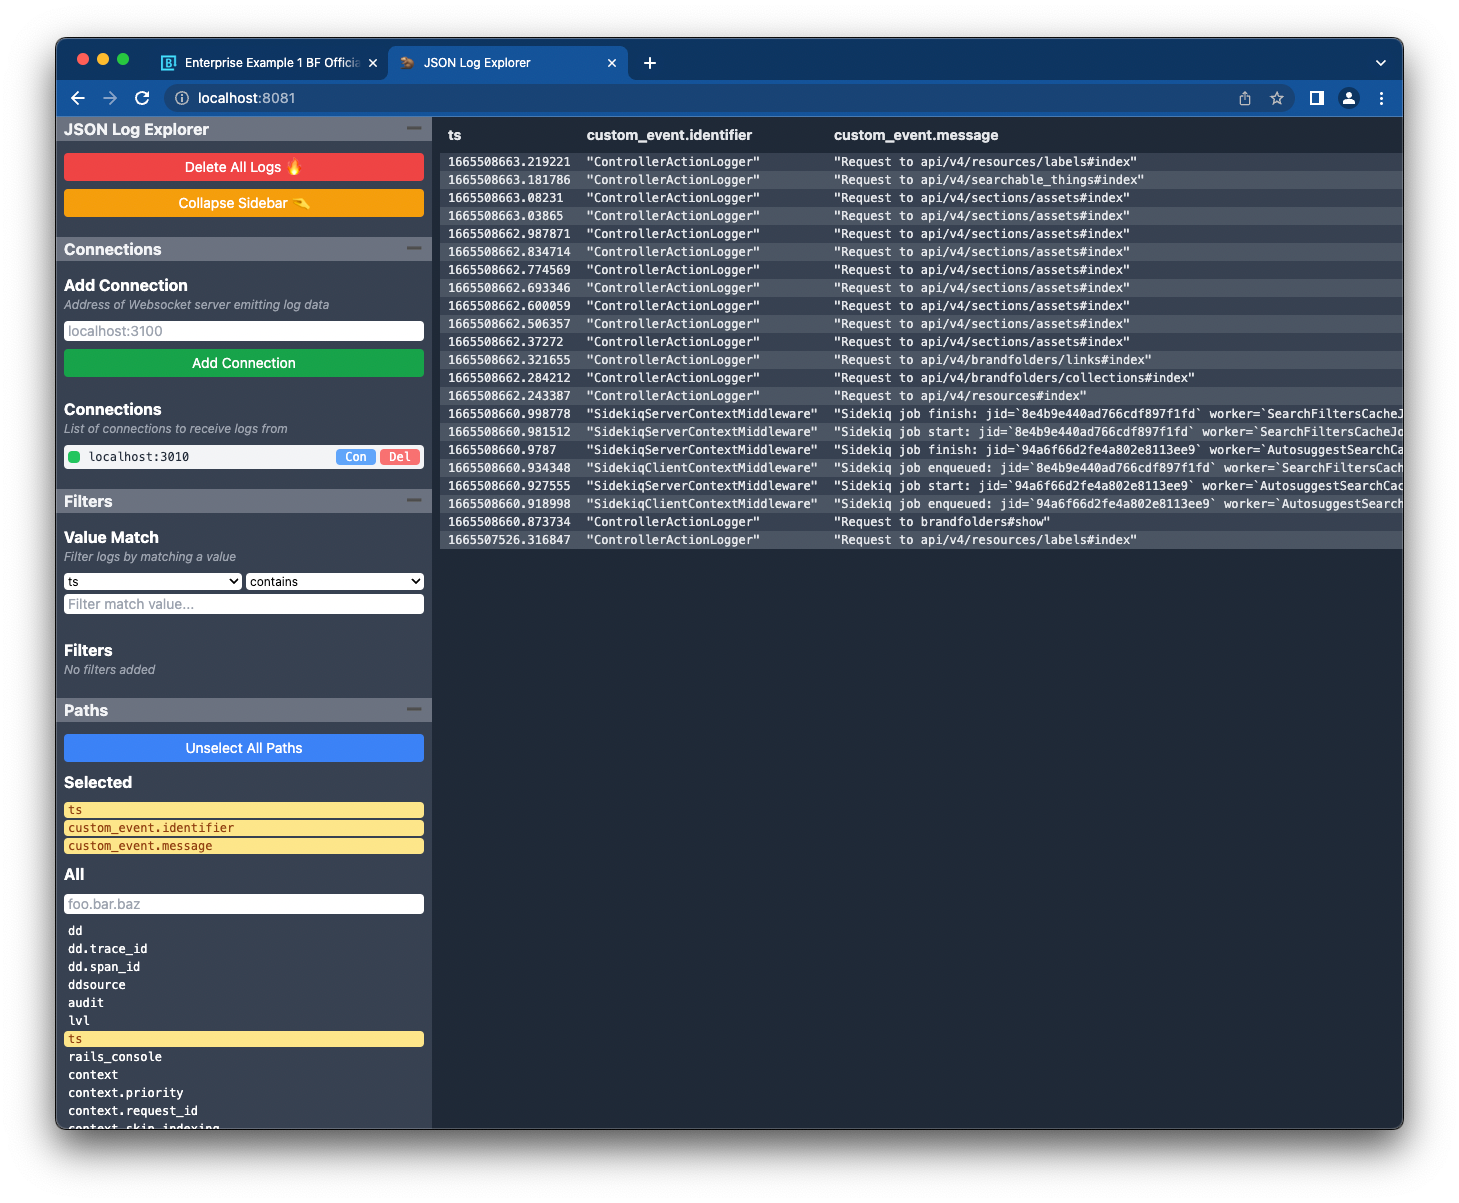 Enterprise Example 1 BF Officia
JSON Log Explorer
localhost:8081
JSON Log Explorer
Delete All Logs 🔥
Collapse Sidebar 🫲
Connections
Add Connection
Address of Websocket server emitting log data
localhost:3100
Add Connection
Connections
List of connections to receive logs from
localhost:3010 Con Del
Filters
Value Match
Filter logs by matching a value
ts contains
Filter match value...
Filters
No filters added
Paths
Unselect All Paths
Selected
ts
custom_event.identifier
custom_event.message
All
foo.bar.baz
dd
dd.trace_id
dd.span_id
ddsource
audit
lvl
ts
rails_console
context
context.priority
context.request_id
context.skip_indexing
ts custom_event.identifier custom_event.message
1665508663.219221 "ControllerActionLogger" "Request to api/v4/resources/labels#index"
1665508663.181786 "ControllerActionLogger" "Request to api/v4/searchable_things#index"
1665508663.08231 "ControllerActionLogger" "Request to api/v4/sections/assets#index"
1665508663.03865 "ControllerActionLogger" "Request to api/v4/sections/assets#index"
1665508662.987871 "ControllerActionLogger" "Request to api/v4/sections/assets#index"
1665508662.834714 "ControllerActionLogger" "Request to api/v4/sections/assets#index"
1665508662.774569 "ControllerActionLogger" "Request to api/v4/sections/assets#index"
1665508662.693346 "ControllerActionLogger" "Request to api/v4/sections/assets#index"
1665508662.600059 "ControllerActionLogger" "Request to api/v4/sections/assets#index"
1665508662.506357 "ControllerActionLogger" "Request to api/v4/sections/assets#index"
1665508662.37272 "ControllerActionLogger" "Request to api/v4/sections/assets#index"
1665508662.321655 "ControllerActionLogger" "Request to api/v4/brandfolders/links#index"
1665508662.284212 "ControllerActionLogger" "Request to api/v4/brandfolders/collections#index"
1665508662.243387 "ControllerActionLogger" "Request to api/v4/resources#index"
1665508660.998778 "SidekiqServerContextMiddleware" "Sidekiq job finish: jid=`8e4b9e440ad766cdf897f1fd` worker=`SearchFiltersCacheJ
1665508660.981512 "SidekiqServerContextMiddleware" "Sidekiq job start: jid=`8e4b9e440ad766cdf897f1fd` worker=`SearchFiltersCacheJo
1665508660.9787 "SidekiqServerContextMiddleware" "Sidekiq job finish: jid=`94a6f66d2fe4a802e8113ee9` worker=`AutosuggestSearchCa
1665508660.934348 "SidekiqClientContextMiddleware" "Sidekiq job enqueued: jid=`8e4b9e440ad766cdf897f1fd` worker=`SearchFiltersCach
1665508660.927555 "SidekiqServerContextMiddleware" "Sidekiq job start: jid=`94a6f66d2fe4a802e8113ee9` worker=`AutosuggestSearchCac
1665508660.918998 "SidekiqClientContextMiddleware" "Sidekiq job enqueued: jid=`94a6f66d2fe4a802e8113ee9` worker=`AutosuggestSearch
1665508660.873734 "ControllerActionLogger" "Request to brandfolders#show"
1665507526.316847 "ControllerActionLogger" "Request to api/v4/resources/labels#index"